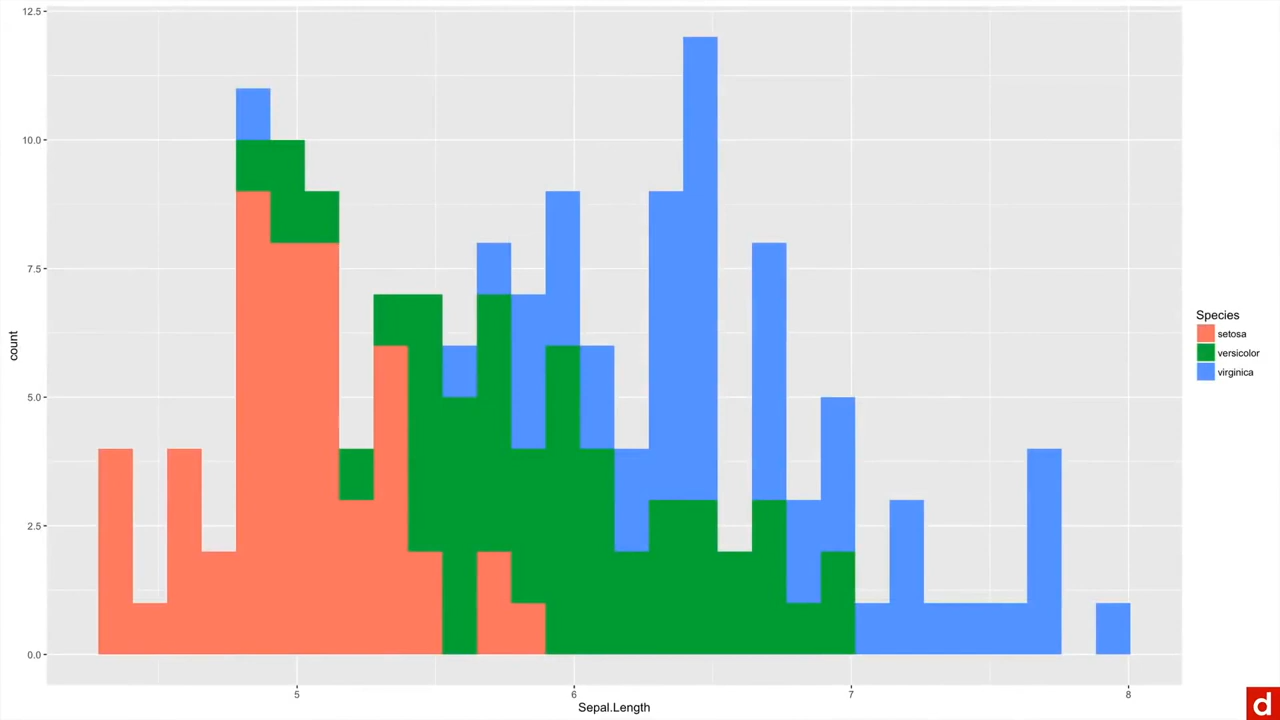 12.5
10.0
7.5
5.0
2.5
0.0
count
5 6 7 8
Sepal.Length
Species
setosa
versicolor
virginica
d